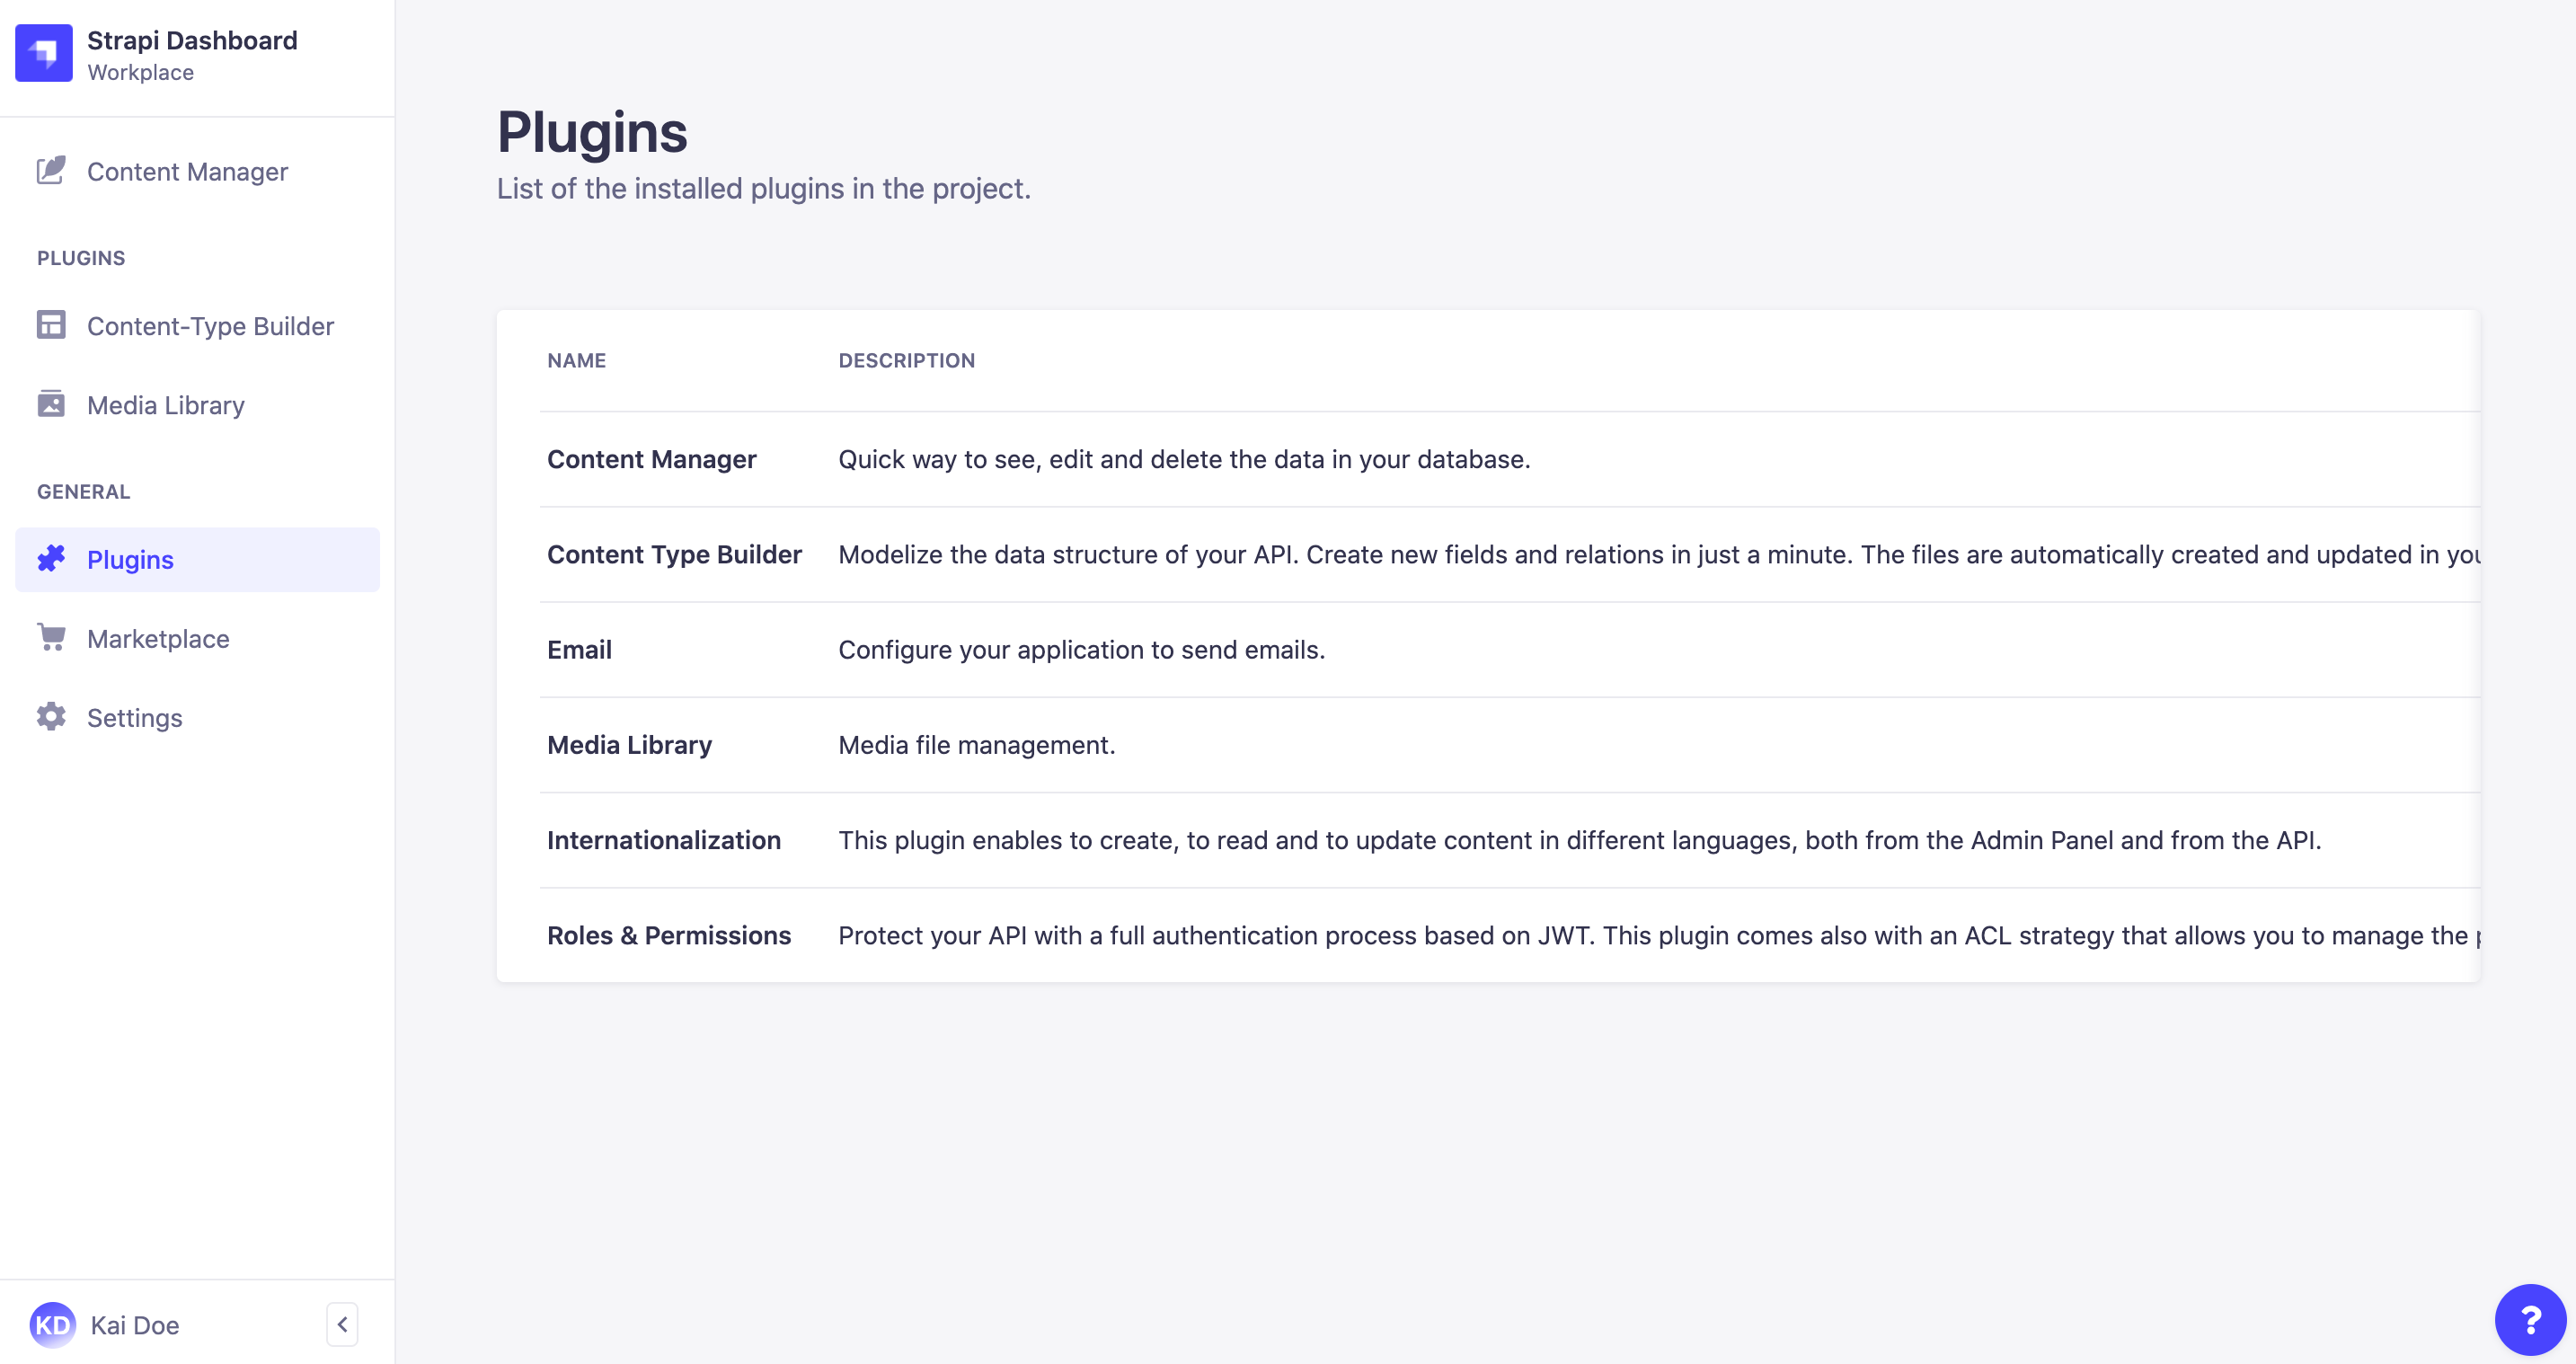 Strapi Dashboard
Workplace
Content Manager
PLUGINS
Content-Type Builder
Media Library
GENERAL
Plugins
Marketplace
Settings
KD Kai Doe
Plugins
List of the installed plugins in the project.
NAME DESCRIPTION
Content Manager Quick way to see, edit and delete the data in your database.
Content Type Builder Modelize the data structure of your API. Create new fields and relations in just a minute. The files are automatically created and updated in
Email Configure your application to send emails.
Media Library Media file management.
Internationalization This plugin enables to create, to read and to update content in different languages, both from the Admin Panel and from the API.
Roles & Permissions Protect your API with a full authentication process based on JWT. This plugin comes also with an ACL strategy that allows you to manage the
?